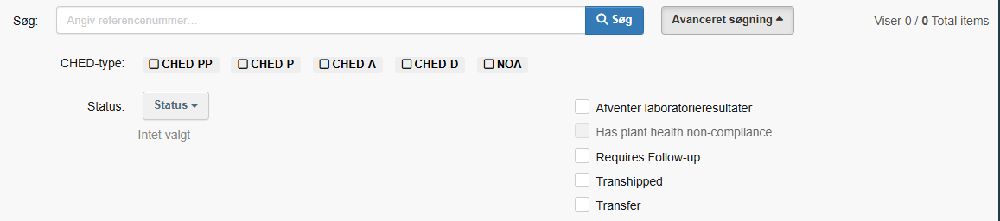 Søg: Angiv referencenummer... Søg Avanceret søgning Viser 0 / 0 Total items
CHED-type: CHED-PP CHED-P CHED-A CHED-D NOA
Status: Status
Intet valgt
Afventer laboratorieresultater
Has plant health non-compliance
Requires Follow-up
Transhipped
Transfer